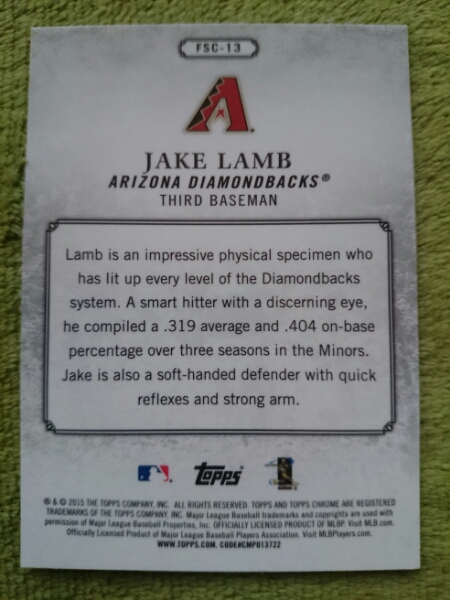 FSC-13
JAKE LAMB
ARIZONA DIAMONDBACKS®
THIRD BASEMAN
Lamb is an impressive physical specimen who
has lit up every level of the Diamondbacks
system. A smart hitter with a discerning eye,
he compiled a .319 average and .404 on-base
percentage over three seasons in the Minors.
Jake is also a soft-handed defender with quick
reflexes and strong arm.
topps
® & © 2015 THE TOPPS COMPANY, INC. ALL RIGHTS RESERVED. TOPPS AND TOPPS CHROME ARE REGISTERED
TRADEMARKS OF THE TOPPS COMPANY, INC. Major League Baseball trademarks and copyrights are used with
permission of Major League Baseball Properties, Inc. OFFICIALLY LICENSED PRODUCT OF MLBP. Visit MLB.com.
Officially Licensed Product of Major League Baseball Players Association. Visit MLBPlayers.com.
WWW.TOPPS.COM. CODE#CMP013722